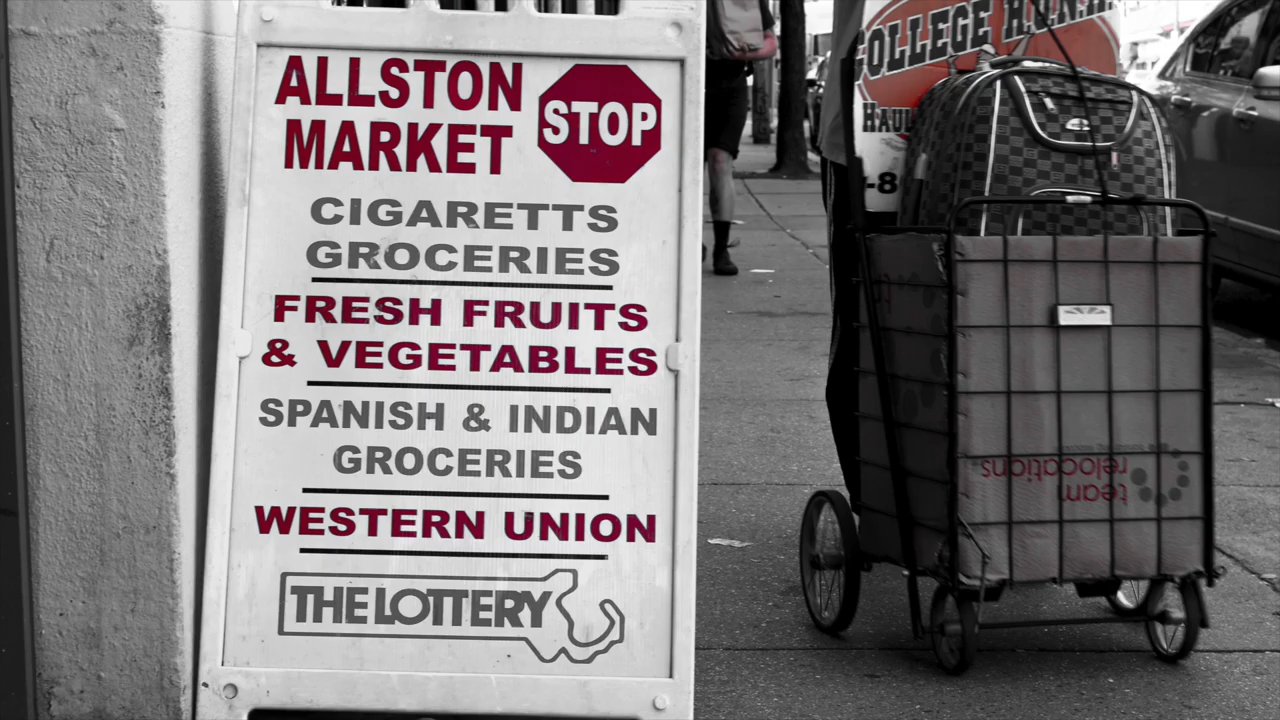 ALLSTON
MARKET
STOP
CIGARETTS
GROCERIES
FRESH FRUITS
& VEGETABLES
SPANISH & INDIAN
GROCERIES
WESTERN UNION
THE LOTTERY
COLLEGE H.U.N.K.
HAUL
-8
team
relocations